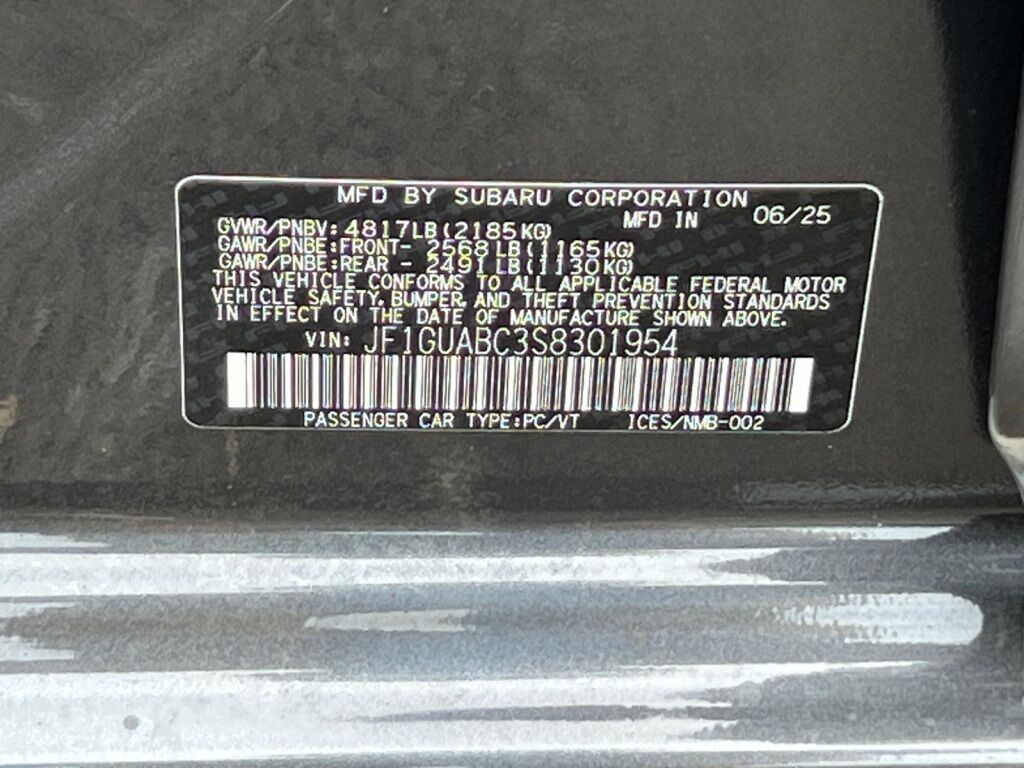 MFD BY SUBARU CORPORATION
MFD IN 06/25
GVWR/PNBV: 4817LB(2185KG)
GAWR/PNBE:FRONT- 2568LB(1165KG)
GAWR/PNBE:REAR - 2491LB(1130KG)
THIS VEHICLE CONFORMS TO ALL APPLICABLE FEDERAL MOTOR
VEHICLE SAFETY, BUMPER, AND THEFT PREVENTION STANDARDS
IN EFFECT ON THE DATE OF MANUFACTURE SHOWN ABOVE.
VIN: JF1GUABC3S8301954
PASSENGER CAR TYPE:PC/VT ICES/NMB-002